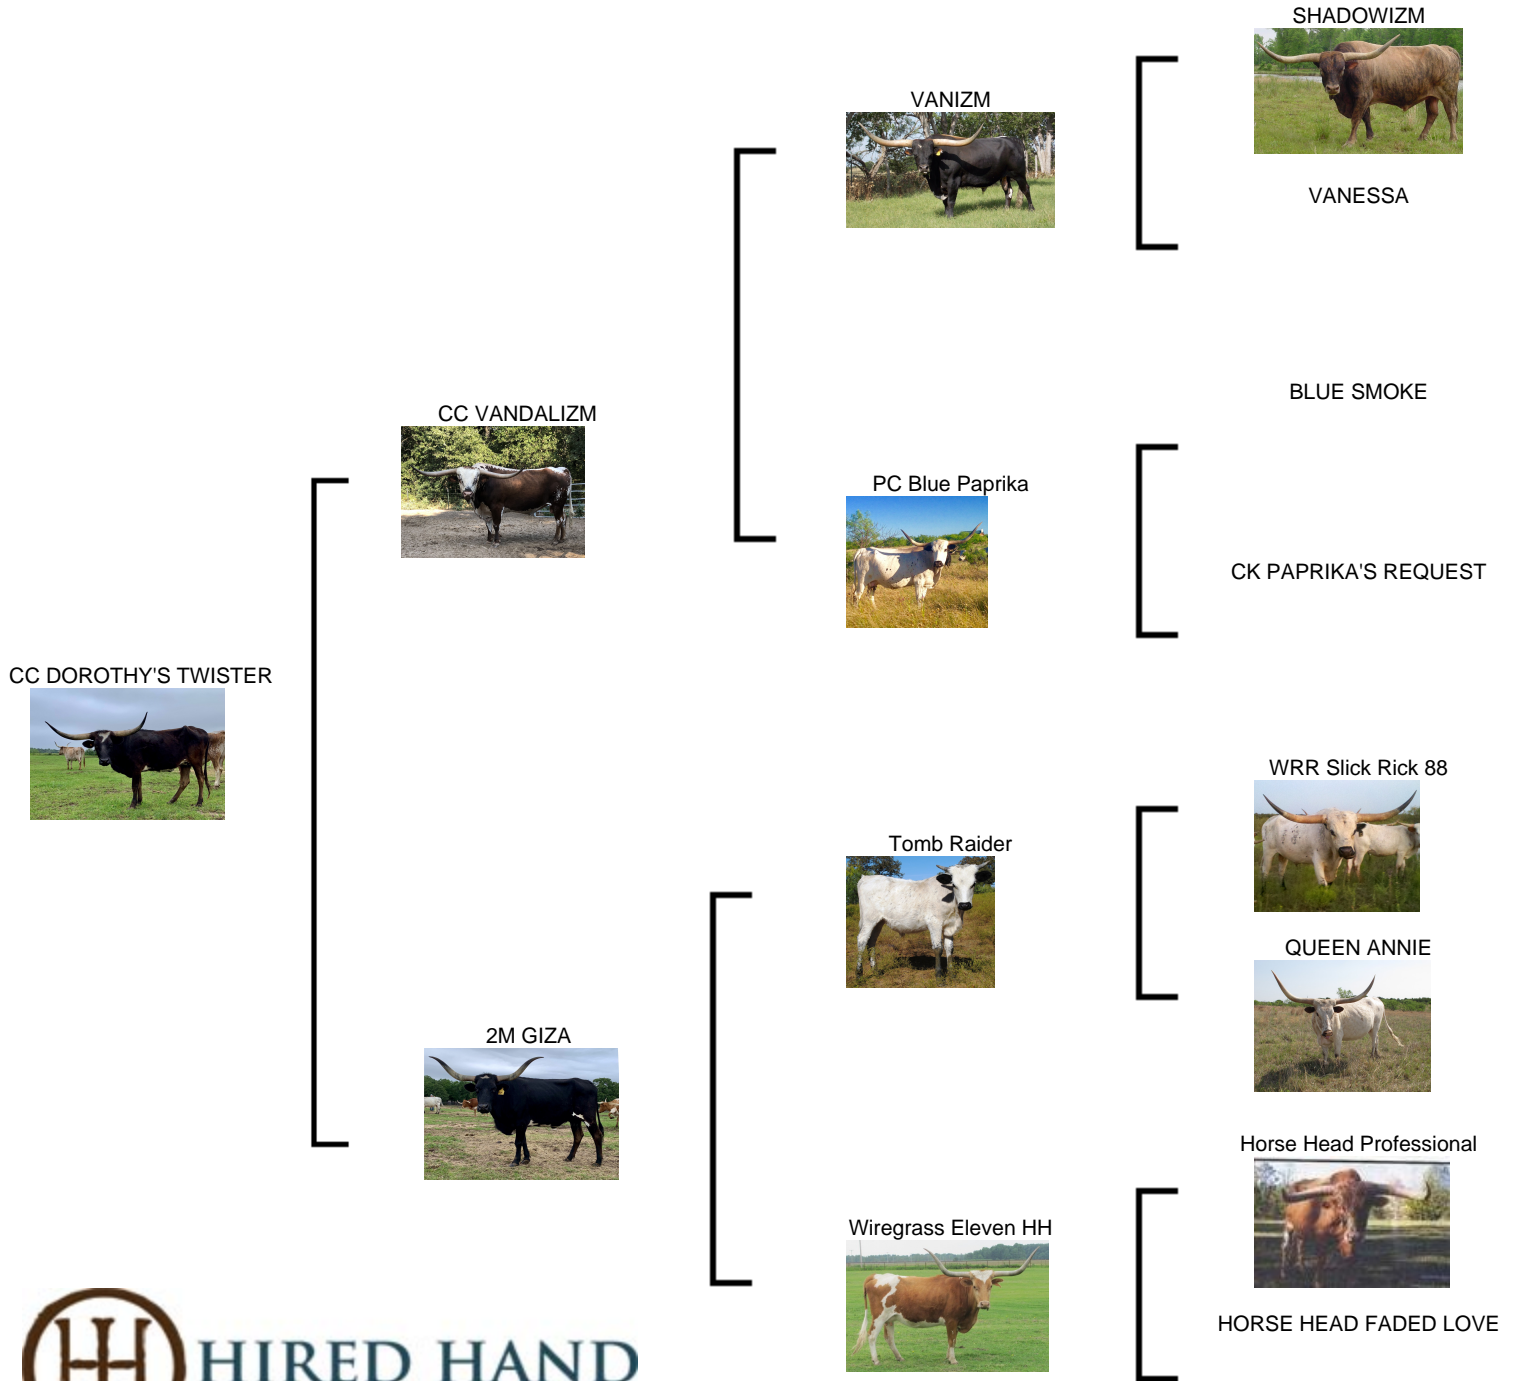 SHADOWIZM
VANIZM
VANESSA
BLUE SMOKE
CC VANDALIZM
PC Blue Paprika
CK PAPRIKA'S REQUEST
CC DOROTHY'S TWISTER
WRR Slick Rick 88
Tomb Raider
QUEEN ANNIE
2M GIZA
Horse Head Professional
Wiregrass Eleven HH
HORSE HEAD FADED LOVE
HIRED HAND